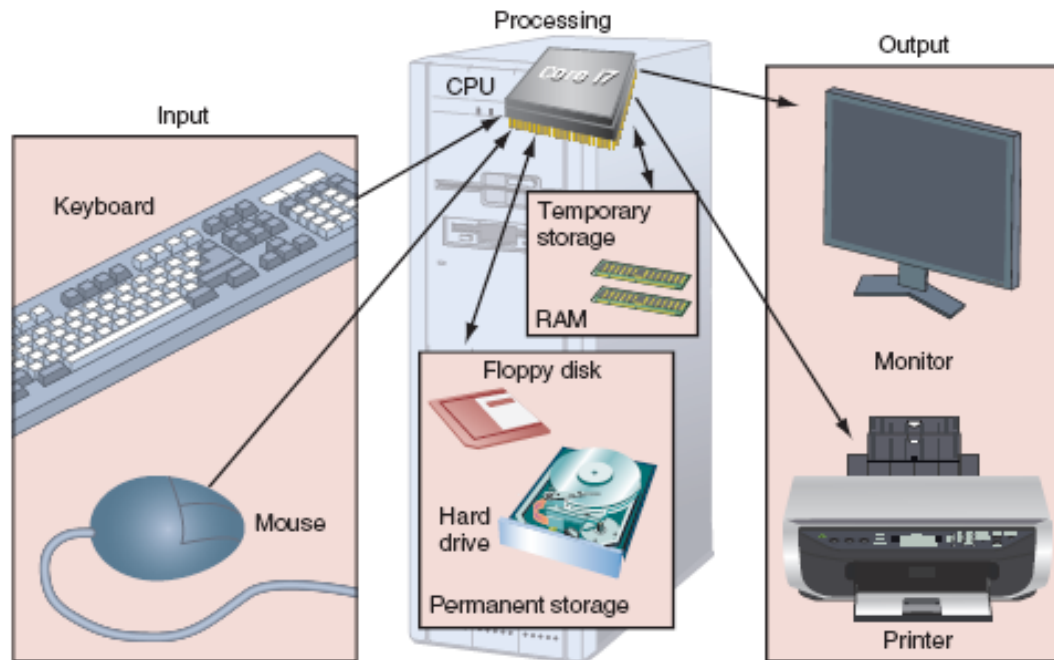 Processing
Output
Input
CPU
Core i7
Keyboard
Temporary
storage
RAM
Monitor
Floppy disk
Mouse
Hard
drive
Permanent storage
Printer